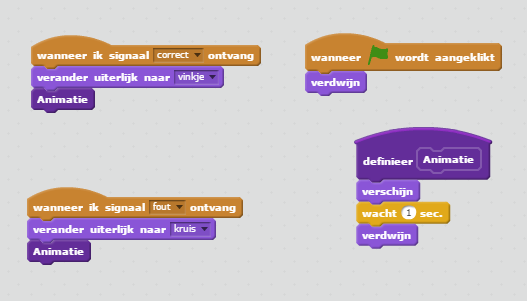 wanneer ik signaal correct ontvang
verander uiterlijk naar vinkje
Animatie
wanneer wordt aangeklikt
verdwijn
definieer Animatie
verschijn
wacht 1 sec.
verdwijn
wanneer ik signaal fout ontvang
verander uiterlijk naar kruis
Animatie